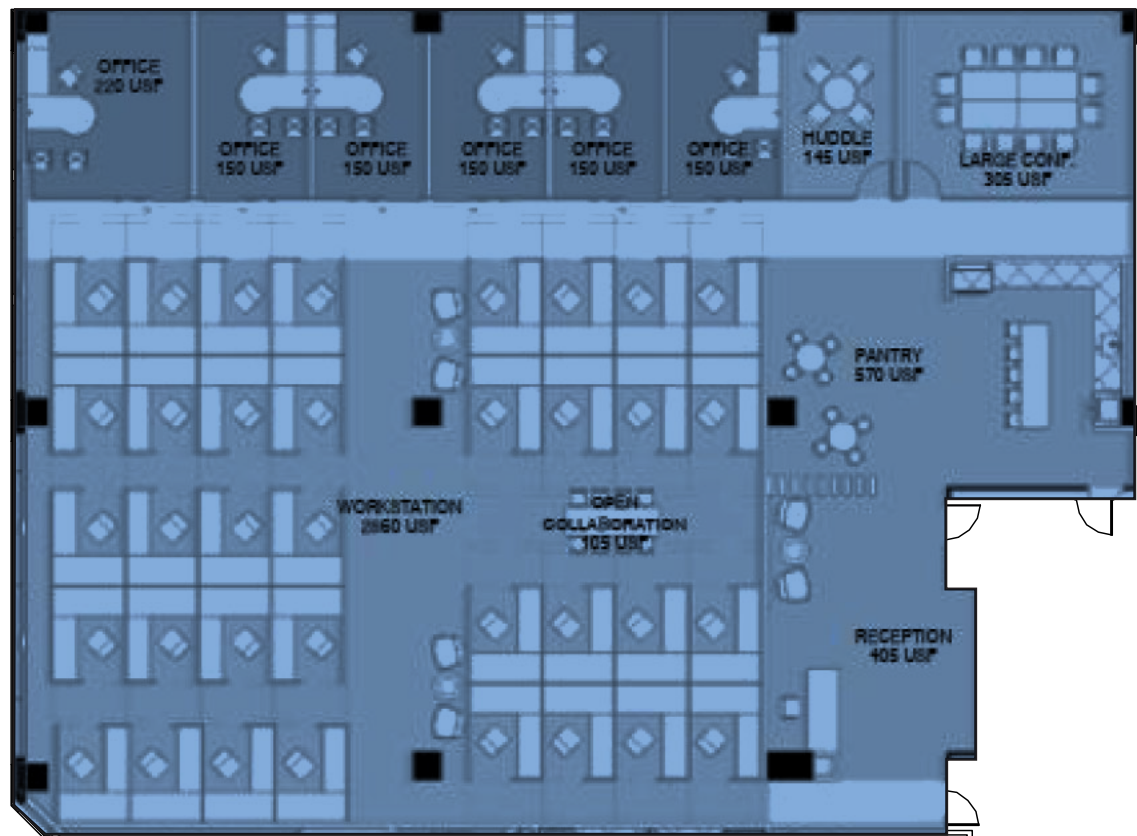 OFFICE
220 USF
OFFICE
150 USF
OFFICE
150 USF
OFFICE
150 USF
OFFICE
150 USF
OFFICE
150 USF
HUDDLE
145 USF
LARGE CONF.
305 USF
PANTRY
570 USF
WORKSTATION
2860 USF
OPEN
COLLABORATION
105 USF
RECEPTION
405 USF